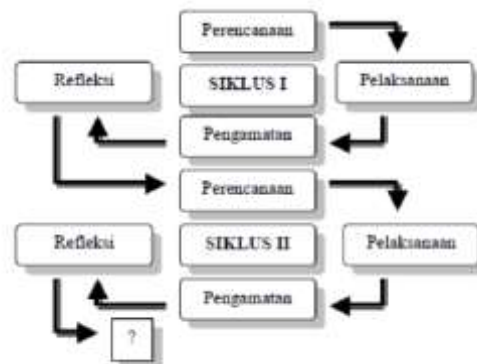 Perencanaan
Refleksi
SIKLUS I
Pelaksanaan
Pengamatan
Perencanaan
Refleksi
SIKLUS II
Pelaksanaan
Pengamatan
?